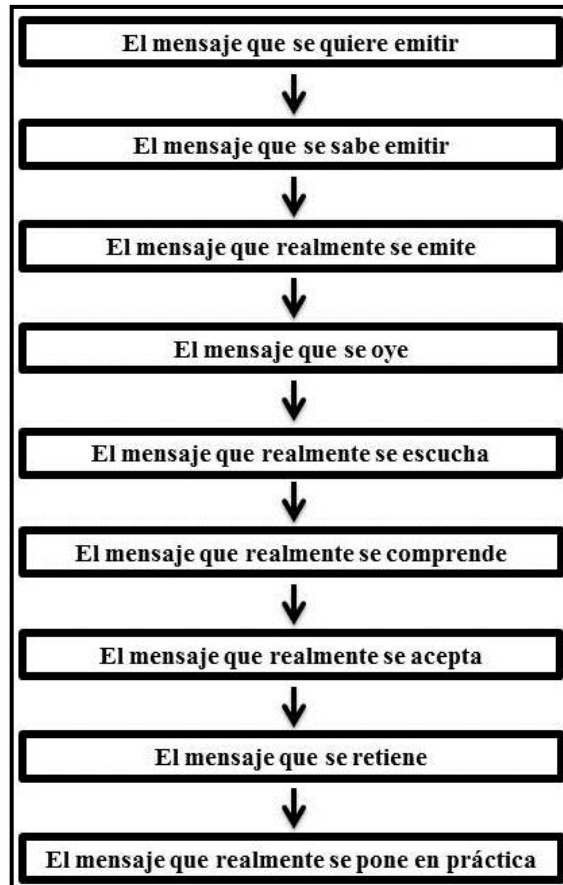 El mensaje que se quiere emitir
El mensaje que se sabe emitir
El mensaje que realmente se emite
El mensaje que se oye
El mensaje que realmente se escucha
El mensaje que realmente se comprende
El mensaje que realmente se acepta
El mensaje que se retiene
El mensaje que realmente se pone en práctica